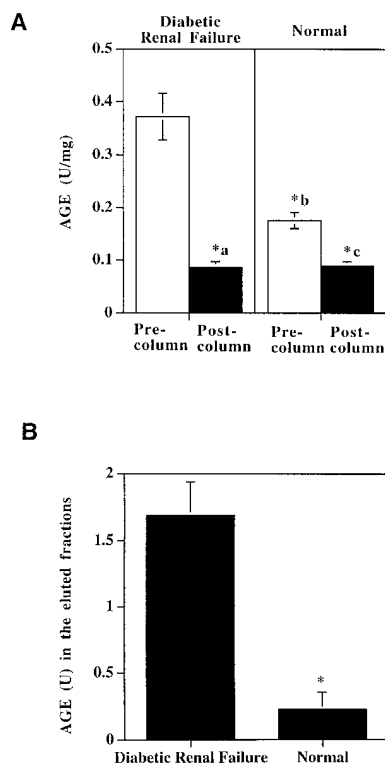 A
Diabetic
Renal Failure
Normal
AGE (U/mg)
0.5
0.4
0.3
0.2
0.1
0
*a
*b
*c
Pre-
column
Post-
column
Pre-
column
Post-
column
B
AGE (U) in the eluted fractions
2
1.5
1
0.5
0
*
Diabetic Renal Failure
Normal